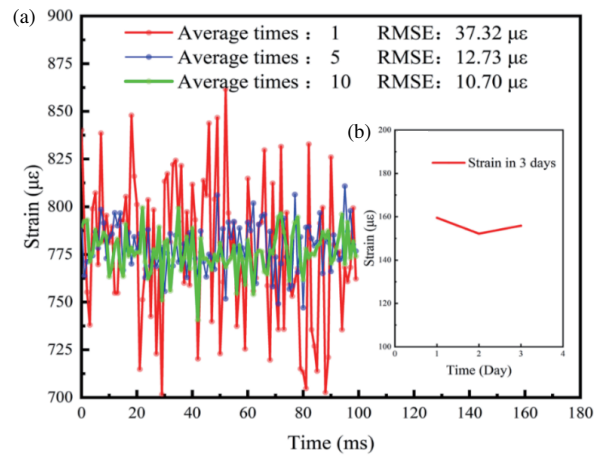 (a)
Average times : 1 RMSE: 37.32 με
Average times : 5 RMSE: 12.73 με
Average times : 10 RMSE: 10.70 με
900
875
850
825
800
775
750
725
700
Strain (με)
0 20 40 60 80 100 120 140 160 180
Time (ms)
(b)
Strain in 3 days
200
180
160
140
120
100
Strain (με)
0 1 2 3 4
Time (Day)